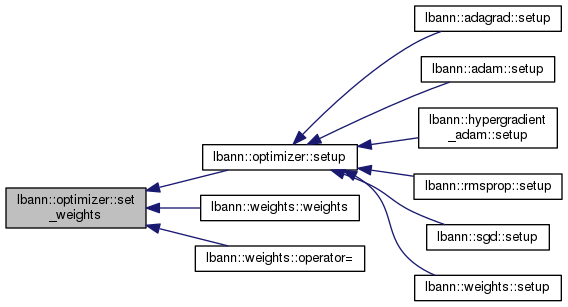 lbann::optimizer::set
_weights
lbann::optimizer::setup
lbann::weights::weights
lbann::weights::operator=
lbann::adagrad::setup
lbann::adam::setup
lbann::hypergradient
_adam::setup
lbann::rmsprop::setup
lbann::sgd::setup
lbann::weights::setup